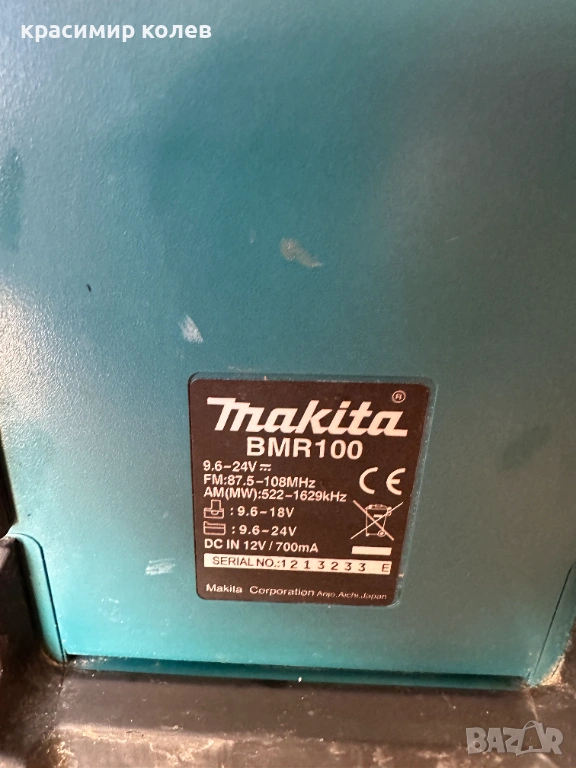 красимир колев
makita ®
BMR100
9.6-24V⎓
FM:87.5-108MHz
AM(MW):522-1629kHz
CE
: 9.6-18V
: 9.6-24V
DC IN 12V/700mA
SERIAL NO.: 1213233 E
Makita Corporation Anjo, Aichi, Japan
BAZAR